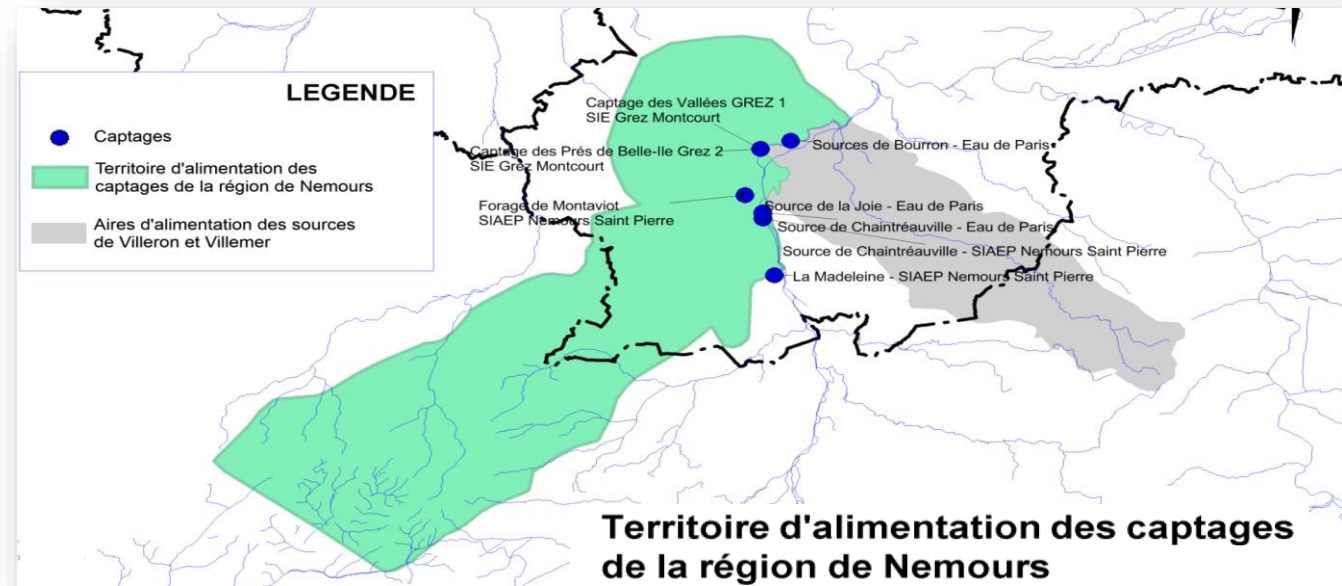 LEGENDE
Captages
Territoire d'alimentation des
captages de la région de Nemours
Aires d'alimentation des sources
de Villeron et Villemer
Captage des Vallées GREZ 1
SIE Grez Montcourt
Captage des Prés de Belle-Ile Grez 2
SIE Grez Montcourt
Sources de Bourron - Eau de Paris
Forage de Montaviot
SIAEP Nemours Saint Pierre
Source de la Joie - Eau de Paris
Source de Chaintréauville - Eau de Paris
Source de Chaintréauville - SIAEP Nemours Saint Pierre
La Madeleine - SIAEP Nemours Saint Pierre
Territoire d'alimentation des captages
de la région de Nemours